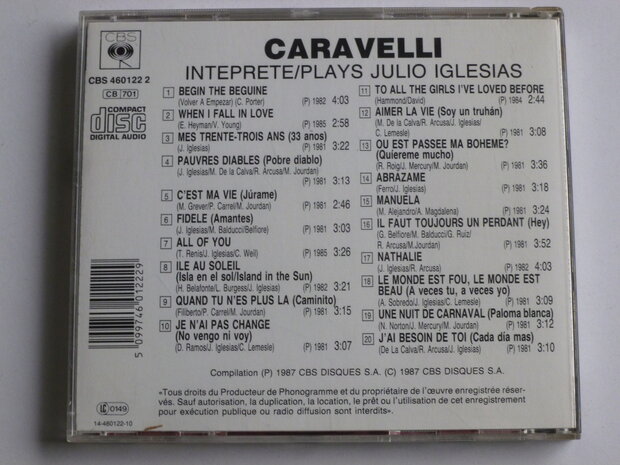 CBS
CBS 460122 2
CB 701
COMPACT
disc
DIGITAL AUDIO
CARAVELLI
INTEPRETE/PLAYS JULIO IGLESIAS
1 BEGIN THE BEGUINE
(Volver A Empezar) (C. Porter) (P) 1982 4:03
2 WHEN I FALL IN LOVE
(E. Heyman/V. Young) (P) 1985 2:58
3 MES TRENTE-TROIS ANS (33 anos)
(J. Iglesias) (P) 1981 3:22
4 PAUVRES DIABLES (Pobre diablo)
(J. Iglesias/M. De la Calva/R. Arcusa/M. Jourdan)
(P) 1981 3:13
5 C'EST MA VIE (Júrame)
(M. Grever/P. Carrel/M. Jourdan) (P) 1981 2:46
6 FIDELE (Amantes)
(J. Iglesias/M. Balducci/Belfiore) (P) 1981 3:03
7 ALL OF YOU
(T. Renis/J. Iglesias/C. Weil) (P) 1985 3:26
8 ILE AU SOLEIL
(Isla en el sol/Island in the Sun)
(H. Belafonte/L. Burgess/J. Iglesias) (P) 1982 3:21
9 QUAND TU N'ES PLUS LA (Caminito)
(Filiberto/P. Carrel/M. Jourdan) (P) 1981 3:15
10 JE N'AI PAS CHANGE
(No vengo ni voy)
(D. Ramos/J. Iglesias/C. Lemesle) (P) 1981 3:07
11 TO ALL THE GIRLS I'VE LOVED BEFORE
(Hammond/David) (P) 1984 2:44
12 AIMER LA VIE (Soy un truhán)
(M. De la Calva/R. Arcusa/J. Iglesias/
C. Lemesle) (P) 1981 3:08
13 OU EST PASSEE MA BOHEME?
(Quiereme mucho)
(R. Roig/J. Mercury/M. Jourdan) (P) 1981 3:36
14 ABRAZAME
(Ferro/J. Iglesias) (P) 1981 3:18
15 MANUELA
(M. Alejandro/A. Magdalena) (P) 1981 3:24
16 IL FAUT TOUJOURS UN PERDANT (Hey)
(G. Belfiore/M. Balducci/G. Ruiz/
R. Arcusa/M. Jourdan) (P) 1981 3:52
17 NATHALIE
(J. Iglesias/R. Arcusa) (P) 1982 4:03
18 LE MONDE EST FOU, LE MONDE EST
BEAU (A veces tu, a veces yo)
(A. Sobredo/J. Iglesias/C. Lemesle) (P) 1981 3:09
19 UNE NUIT DE CARNAVAL (Paloma blanca)
(N. Norton/J. Mercury/M. Jourdan) (P) 1981 3:12
20 J'AI BESOIN DE TOI (Cada día mas)
(De La Calva/R. Arcusa/M. Jourdan) (P) 1981 3:10
Compilation (P) 1987 CBS DISQUES S.A. (C) 1987 CBS DISQUES S.A.
«Tous droits du Producteur de Phonogramme et du propriétaire de l'œuvre enregistrée réser-
vés. Sauf autorisation, la duplication, la location, le prêt ou l'utilisation de cet enregistrement
pour exécution publique ou radio diffusion sont interdits».
5 099746 012229
LC 0149
14-460122-10